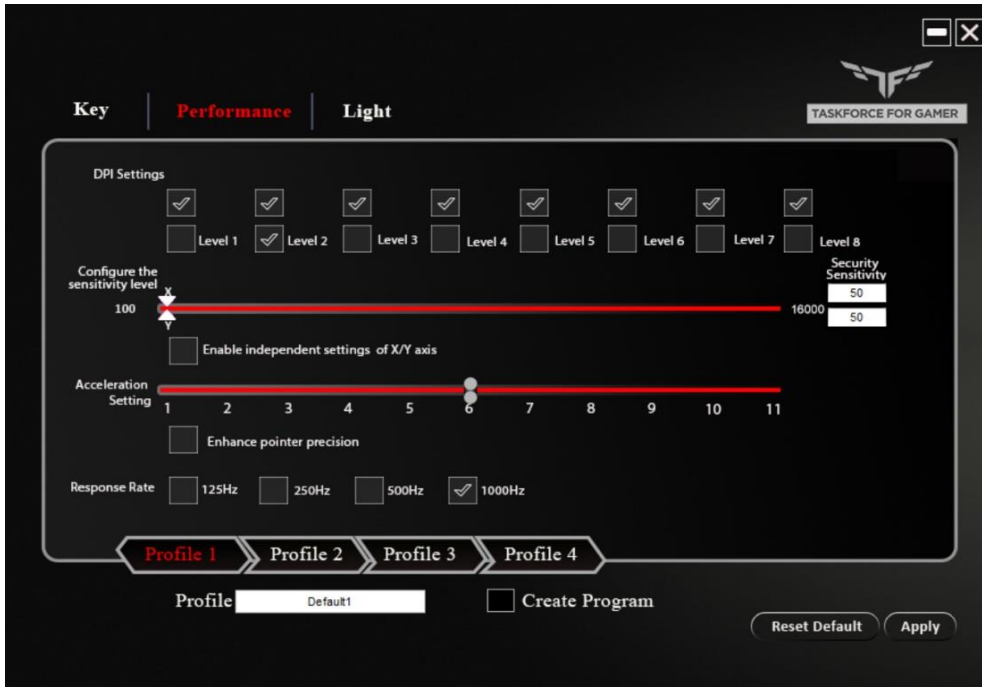 TF
TASKFORCE FOR GAMER
Key Performance Light
DPI Settings
Level 1 Level 2 Level 3 Level 4 Level 5 Level 6 Level 7 Level 8
Configure the
sensitivity level
Security
Sensitivity
X
50
100 16000
50
Y
Enable independent settings of X/Y axis
Acceleration
Setting
1 2 3 4 5 6 7 8 9 10 11
Enhance pointer precision
Response Rate 125Hz 250Hz 500Hz 1000Hz
Profile 1 Profile 2 Profile 3 Profile 4
Profile Default1 Create Program
Reset Default Apply